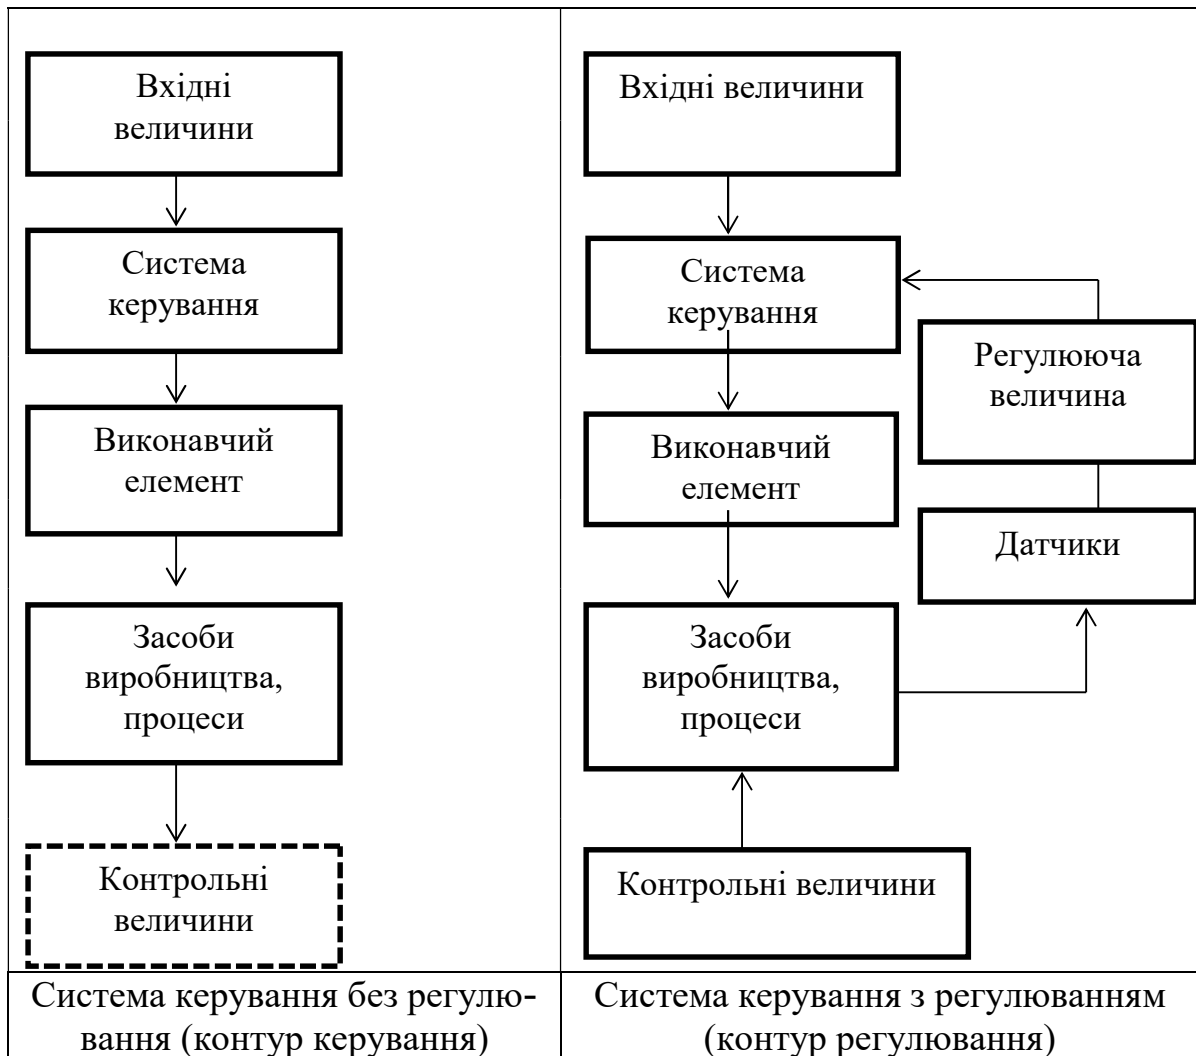 Вхідні
величини
Система
керування
Виконавчий
елемент
Засоби
виробництва,
процеси
Контрольні
величини
Система керування без регулю-
вання (контур керування)
Вхідні величини
Система
керування
Регулююча
величина
Виконавчий
елемент
Датчики
Засоби
виробництва,
процеси
Контрольні величини
Система керування з регулюванням
(контур регулювання)